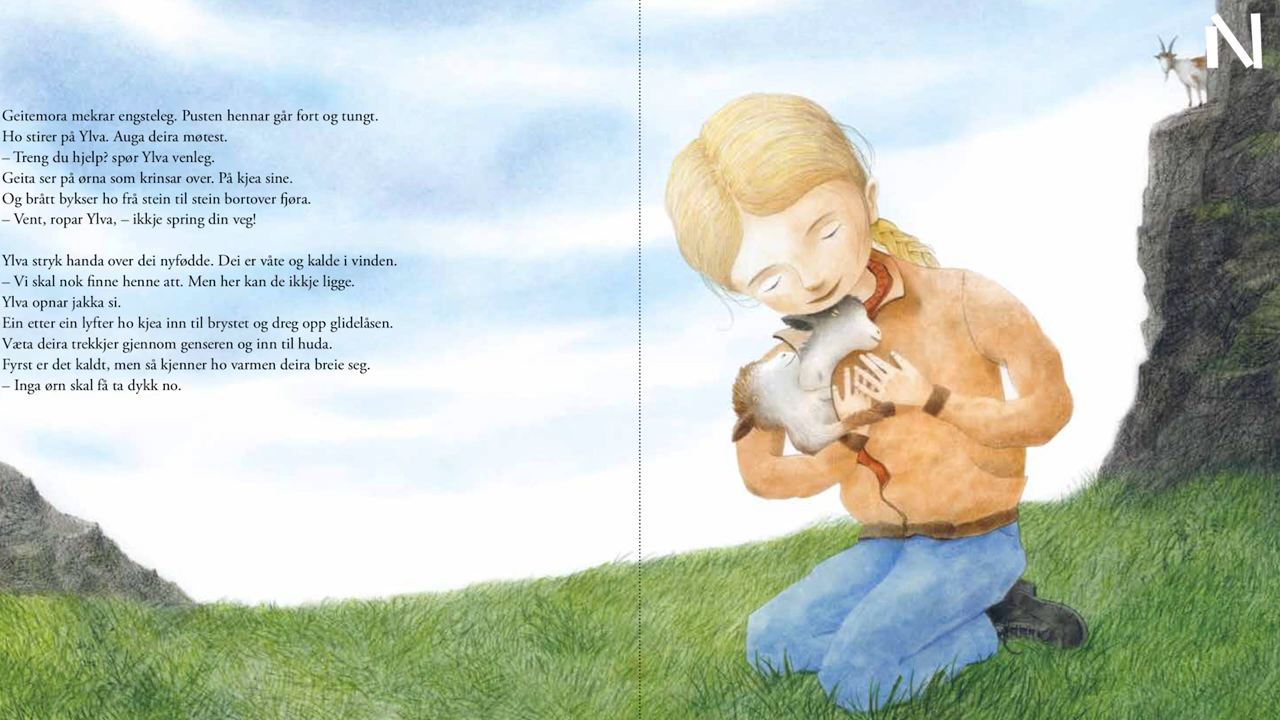 Geitemora mekrar engsteleg. Pusten hennar går fort og tungt.
Ho stirer på Ylva. Auga deira møtest.
– Treng du hjelp? spør Ylva venleg.
Geita ser på ørna som krinsar over. På kjea sine.
Og brått bykser ho frå stein til stein bortover fjøra.
– Vent, ropar Ylva, – ikkje spring din veg!
Ylva stryk handa over dei nyfødde. Dei er våte og kalde i vinden.
– Vi skal nok finne henne att. Men her kan de ikkje ligge.
Ylva opnar jakka si.
Ein etter ein lyfter ho kjea inn til brystet og dreg opp glidelåsen.
Væta deira trekkjer gjennom genseren og inn til huda.
Fyrst er det kaldt, men så kjenner ho varmen deira breie seg.
– Inga ørn skal få ta dykk no.
N